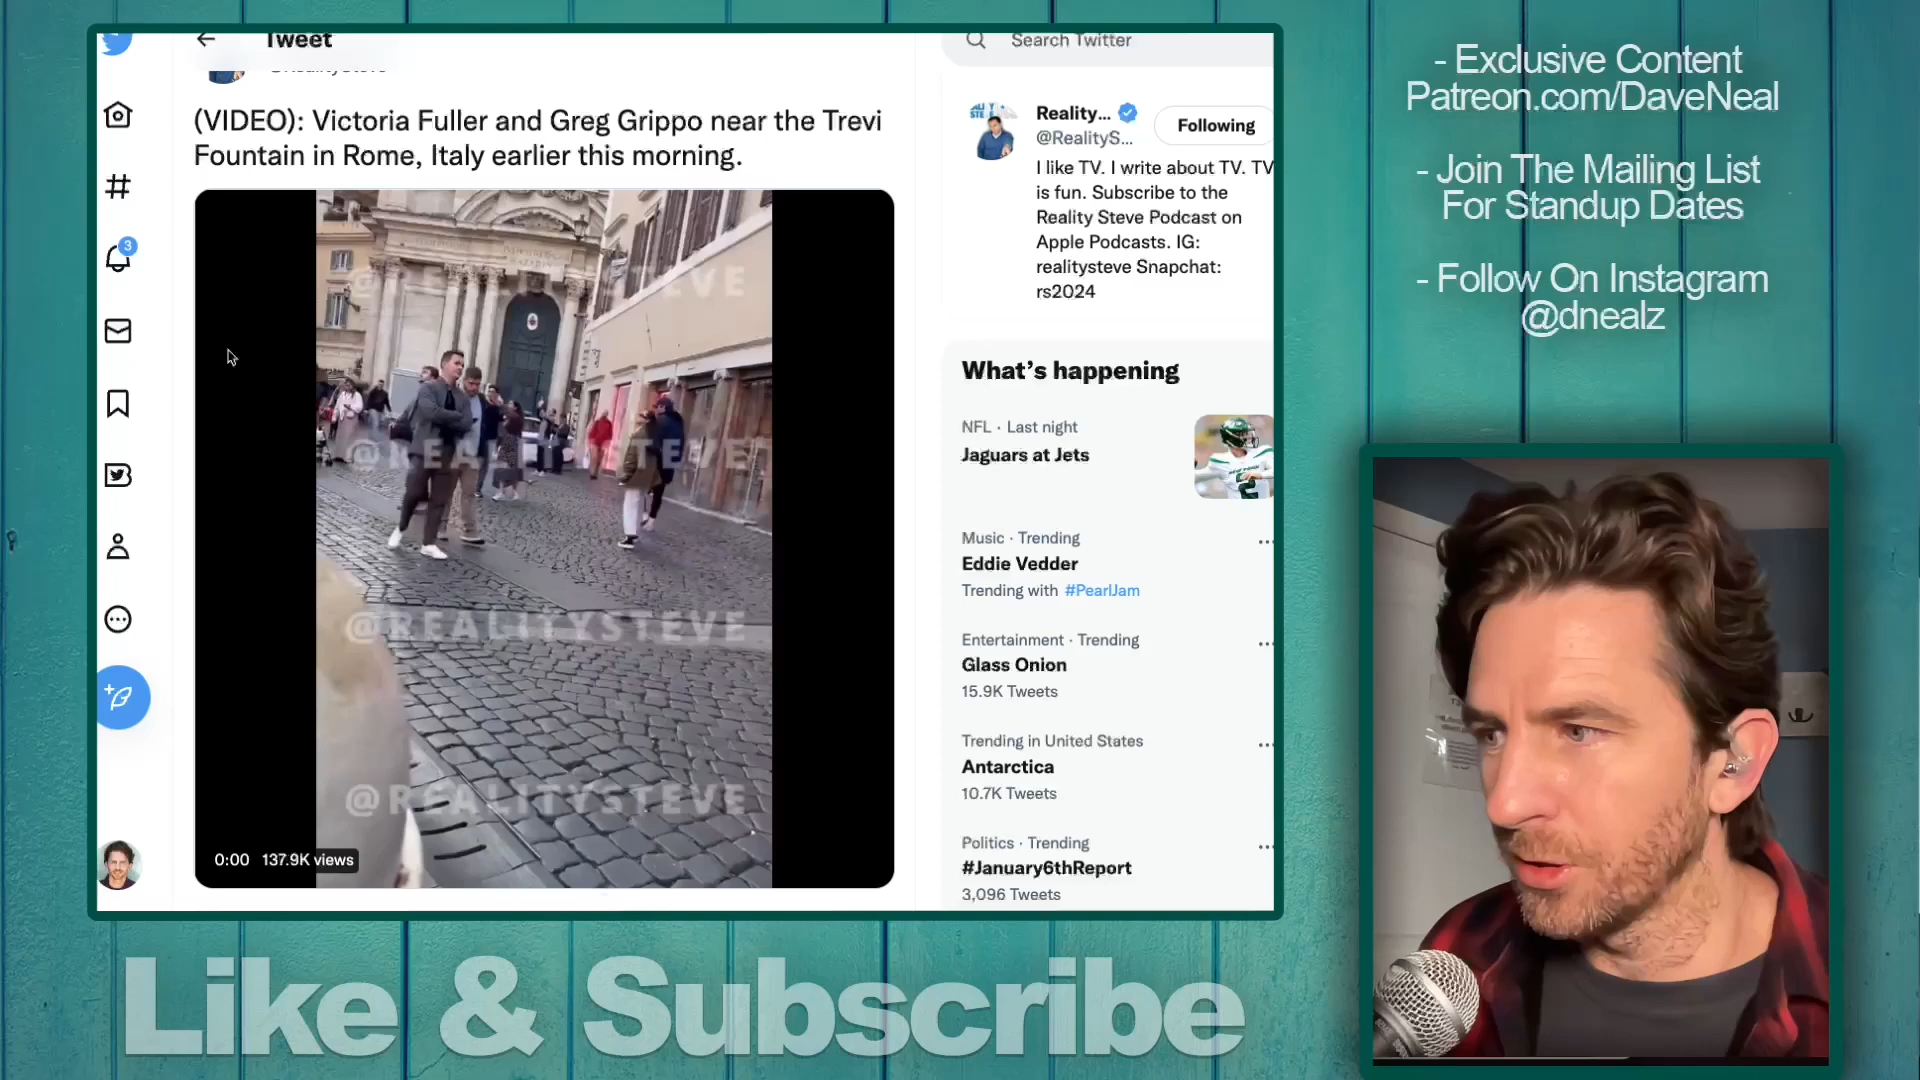 Tweet
(VIDEO): Victoria Fuller and Greg Grippo near the Trevi
Fountain in Rome, Italy earlier this morning.
@REALITYSTEVE
@REALITYSTEVE
@REALITYSTEVE
@REALITYSTEVE
0:00 137.9K views
3
Search Twitter
Reality...
@RealityS...
Following
I like TV. I write about TV. TV
is fun. Subscribe to the
Reality Steve Podcast on
Apple Podcasts. IG:
realitysteve Snapchat:
rs2024
What's happening
NFL · Last night
Jaguars at Jets
Music · Trending
Eddie Vedder
Trending with #PearlJam
Entertainment · Trending
Glass Onion
15.9K Tweets
Trending in United States
Antarctica
10.7K Tweets
Politics · Trending
#January6thReport
3,096 Tweets
- Exclusive Content
Patreon.com/DaveNeal
- Join The Mailing List
For Standup Dates
- Follow On Instagram
@dnealz
Like & Subscribe